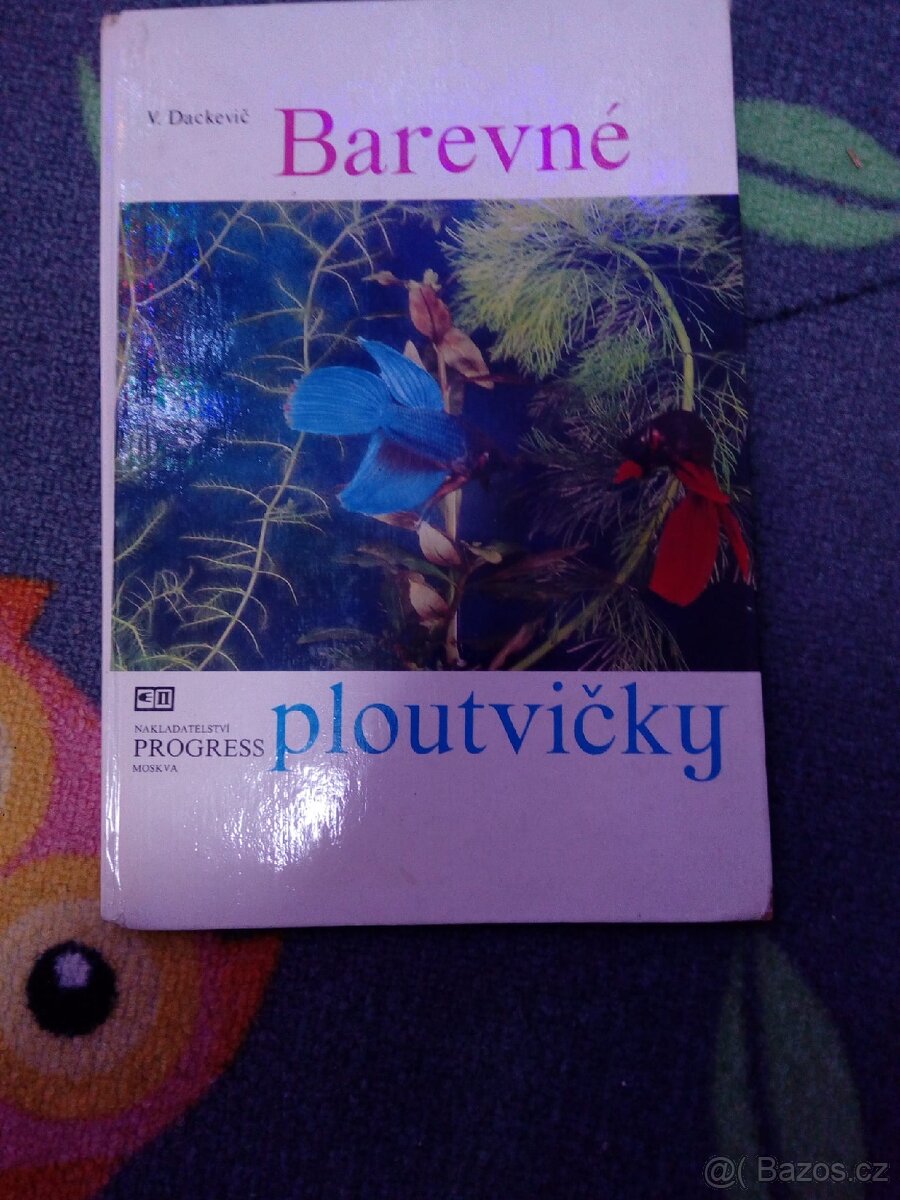 V. Dackevič
Barevné
ploutvičky
NAKLADATELSTVÍ
PROGRESS
MOSKVA
@( Bazos.cz